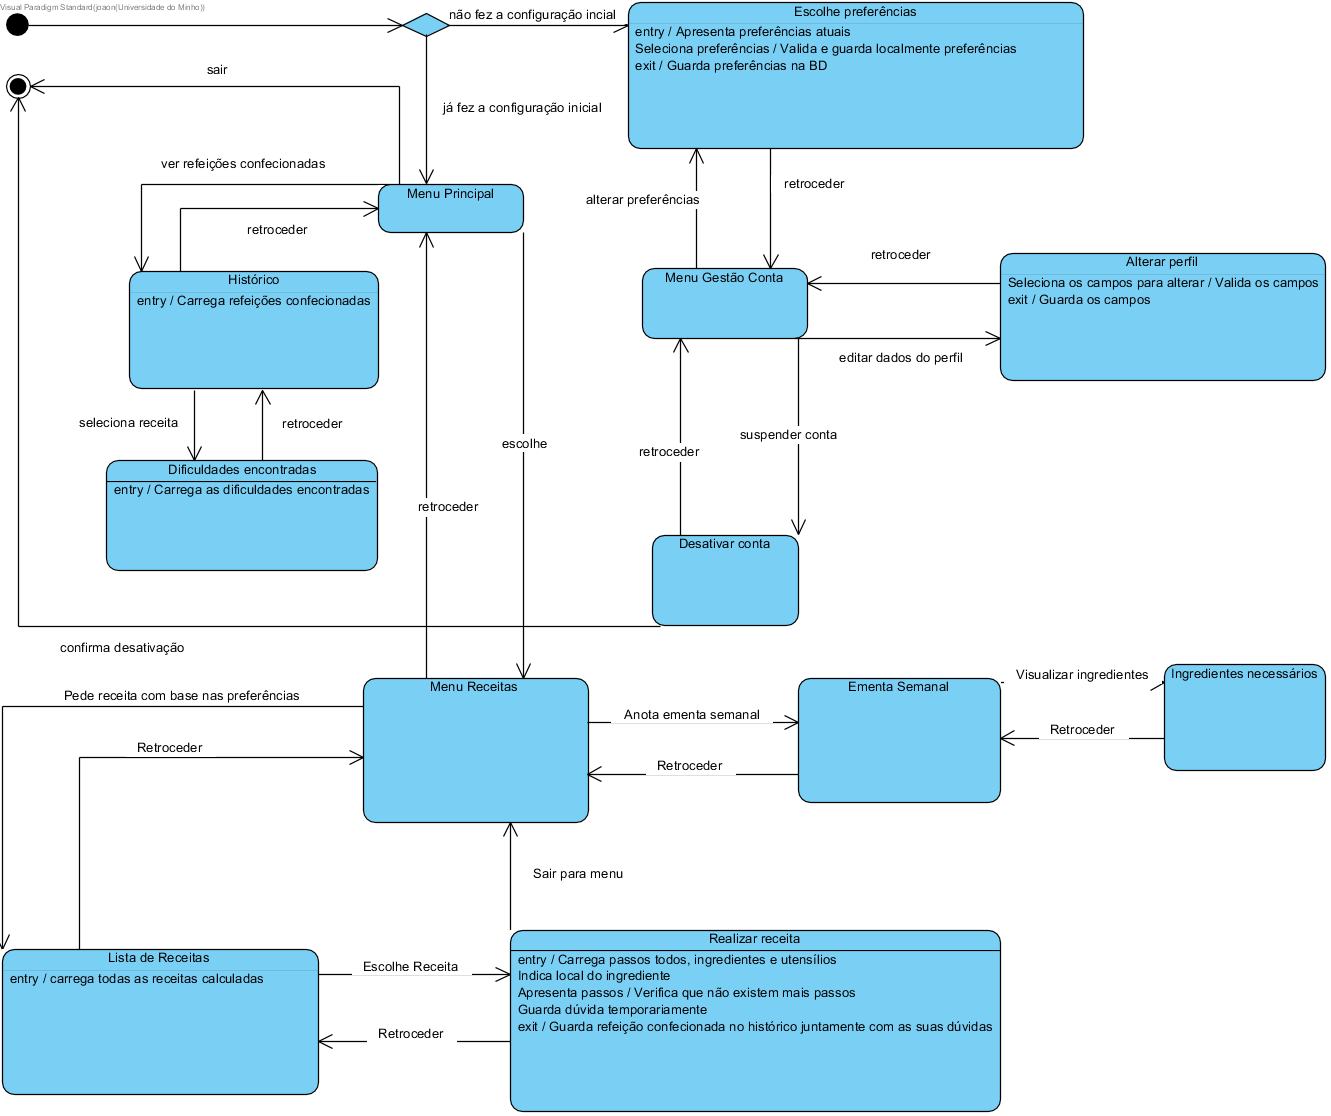 Visual Paradigm Standard(joaon(Universidade do Minho))
não fez a configuração incial
Escolhe preferências
entry / Apresenta preferências atuais
Seleciona preferências / Valida e guarda localmente preferências
exit / Guarda preferências na BD
sair
já fez a configuração inicial
ver refeições confecionadas
Menu Principal
retroceder
alterar preferências
retroceder
retroceder
Histórico
entry / Carrega refeições confecionadas
Menu Gestão Conta
Alterar perfil
Seleciona os campos para alterar / Valida os campos
exit / Guarda os campos
editar dados do perfil
seleciona receita
retroceder
escolhe
retroceder
suspender conta
Dificuldades encontradas
entry / Carrega as dificuldades encontradas
retroceder
Desativar conta
confirma desativação
Pede receita com base nas preferências
Menu Receitas
Anota ementa semanal
Ementa Semanal
Visualizar ingredientes
Ingredientes necessários
Retroceder
Retroceder
Retroceder
Sair para menu
Lista de Receitas
entry / carrega todas as receitas calculadas
Escolhe Receita
Retroceder
Realizar receita
entry / Carrega passos todos, ingredientes e utensílios
Indica local do ingrediente
Apresenta passos / Verifica que não existem mais passos
Guarda dúvida temporariamente
exit / Guarda refeição confecionada no histórico juntamente com as suas dúvidas